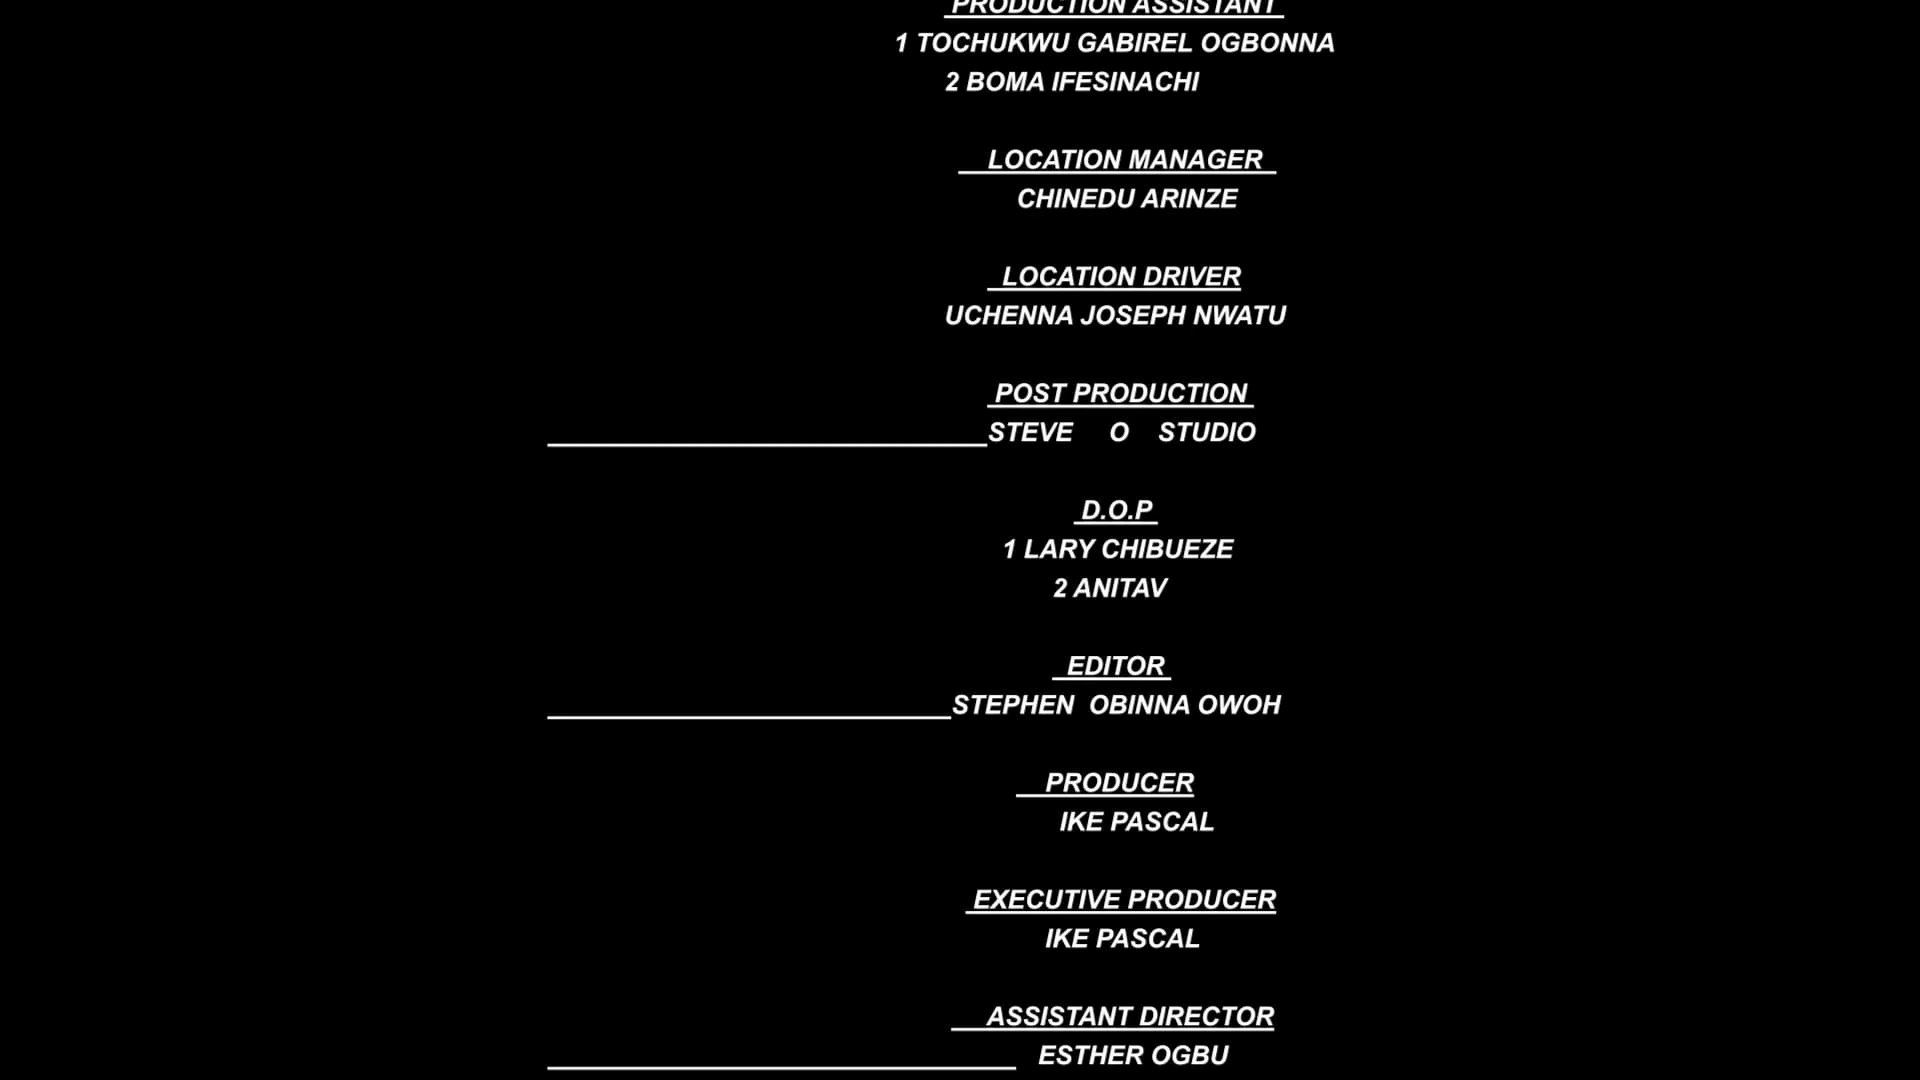 PRODUCTION ASSISTANT
1 TOCHUKWU GABIREL OGBONNA
2 BOMA IFESINACHI
LOCATION MANAGER
CHINEDU ARINZE
LOCATION DRIVER
UCHENNA JOSEPH NWATU
POST PRODUCTION
STEVE O STUDIO
D.O.P
1 LARY CHIBUEZE
2 ANITAV
EDITOR
STEPHEN OBINNA OWOH
PRODUCER
IKE PASCAL
EXECUTIVE PRODUCER
IKE PASCAL
ASSISTANT DIRECTOR
ESTHER OGBU